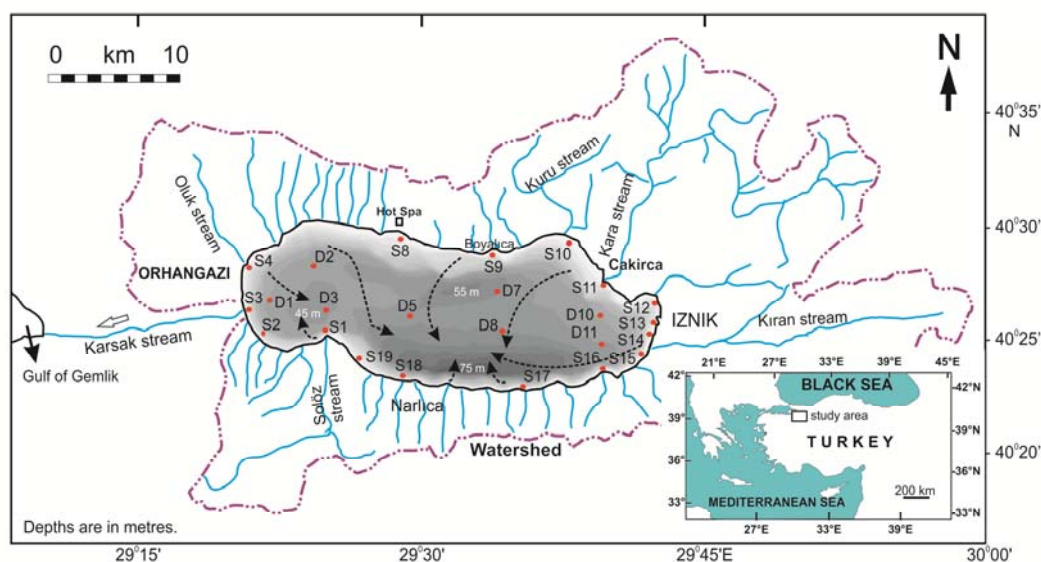 0 km 10
N
40°35'
N
Oluk stream
Kuru stream
Kara stream
Hot Spa
40°30'
Boyalıca
S8
S9
S10
Cakirca
S4
D2
ORHANGAZI
S11
S3
D1
D3
45 m
55 m
D7
D5
D10
S12
S13
IZNIK
Kıran stream
40°25'
S2
S1
D8
D11
S14
Karsak stream
S19
S18
75 m
S16
S15
S17
Gulf of Gemlik
Solöz stream
Narlıca
Watershed
40°20'
21°E 27°E 33°E 39°E 45°E
42°
BLACK SEA
42°N
study area
39°
39°N
TURKEY
36°
36°N
200 km
33°
MEDITERRANEAN SEA
33°N
27°E 33°E 39°E
Depths are in metres.
29°15' 29°30' 29°45'E 30°00'